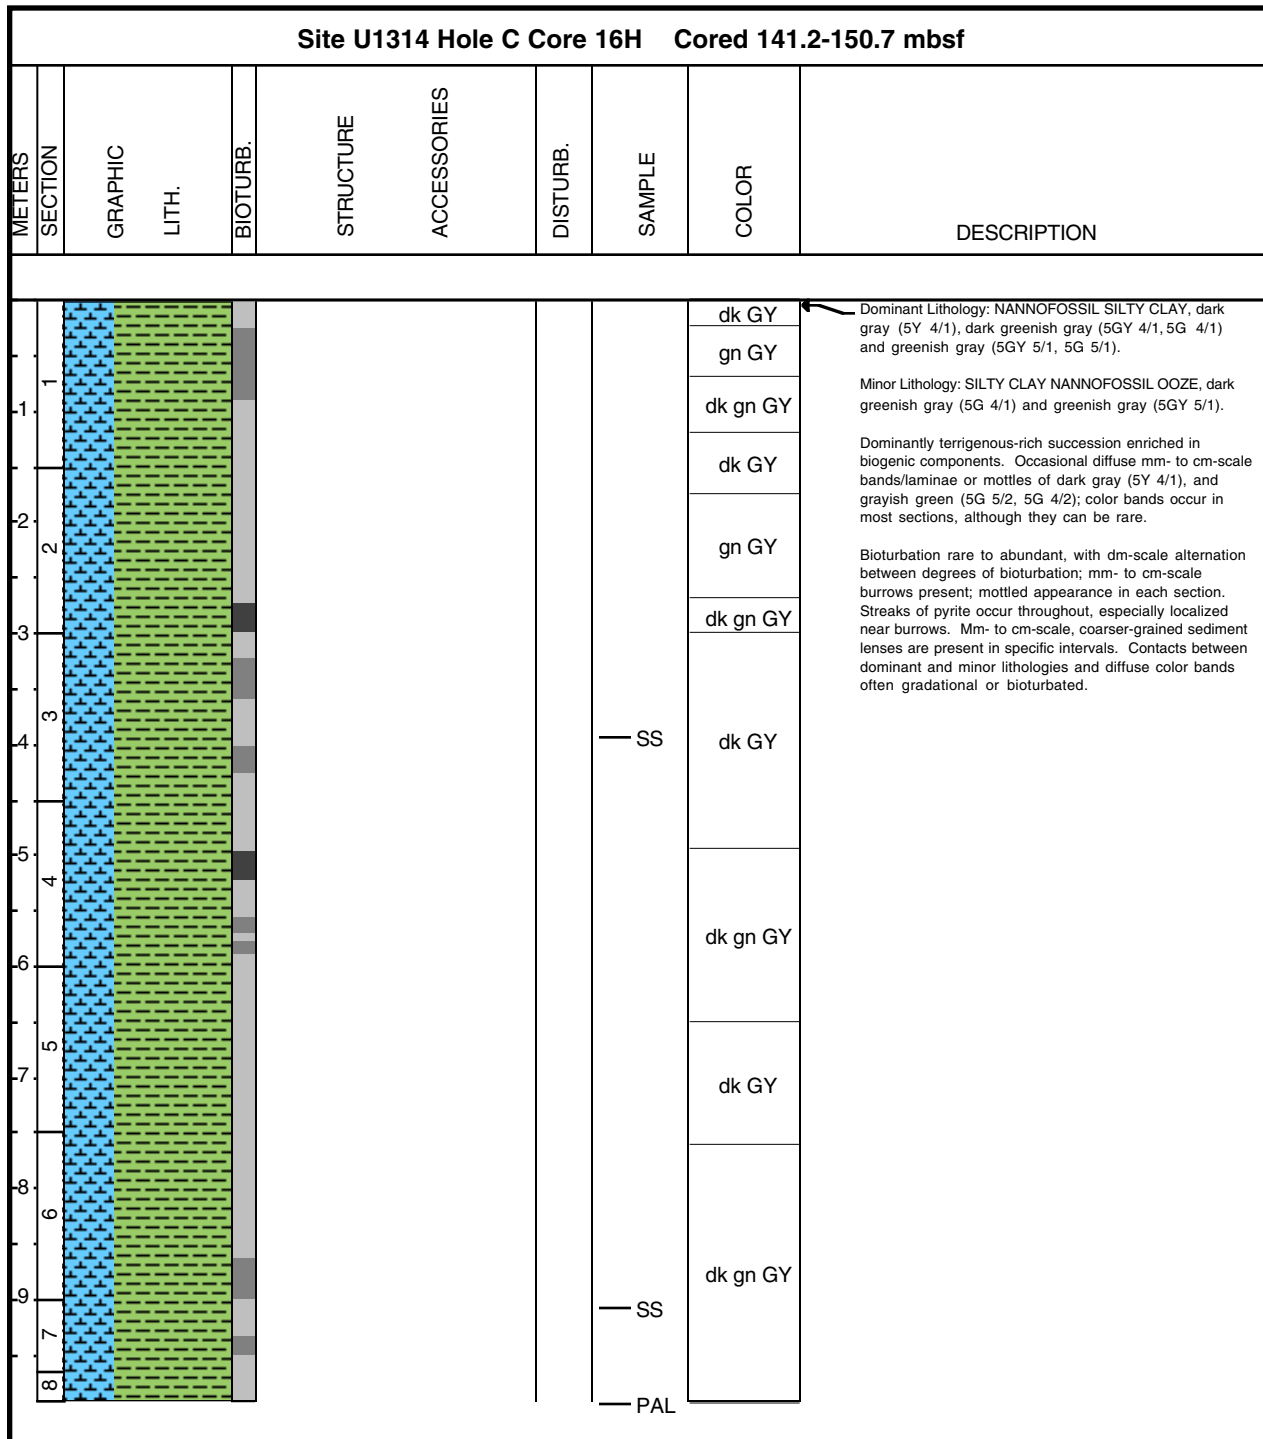 Site U1314 Hole C Core 16H Cored 141.2-150.7 mbsf
METERS
SECTION
GRAPHIC
LITH.
BIOTURB.
STRUCTURE
ACCESSORIES
DISTURB.
SAMPLE
COLOR
DESCRIPTION
1
2
3
4
5
6
7
8
9
1
2
3
4
5
6
7
8
SS
SS
PAL
dk GY
gn GY
dk gn GY
dk GY
gn GY
dk gn GY
dk GY
dk gn GY
dk GY
dk gn GY
Dominant Lithology: NANNOFOSSIL SILTY CLAY, dark
gray (5Y 4/1), dark greenish gray (5GY 4/1, 5G 4/1)
and greenish gray (5GY 5/1, 5G 5/1).
Minor Lithology: SILTY CLAY NANNOFOSSIL OOZE, dark
greenish gray (5G 4/1) and greenish gray (5GY 5/1).
Dominantly terrigenous-rich succession enriched in
biogenic components. Occasional diffuse mm- to cm-scale
bands/laminae or mottles of dark gray (5Y 4/1), and
grayish green (5G 5/2, 5G 4/2); color bands occur in
most sections, although they can be rare.
Bioturbation rare to abundant, with dm-scale alternation
between degrees of bioturbation; mm- to cm-scale
burrows present; mottled appearance in each section.
Streaks of pyrite occur throughout, especially localized
near burrows. Mm- to cm-scale, coarser-grained sediment
lenses are present in specific intervals. Contacts between
dominant and minor lithologies and diffuse color bands
often gradational or bioturbated.